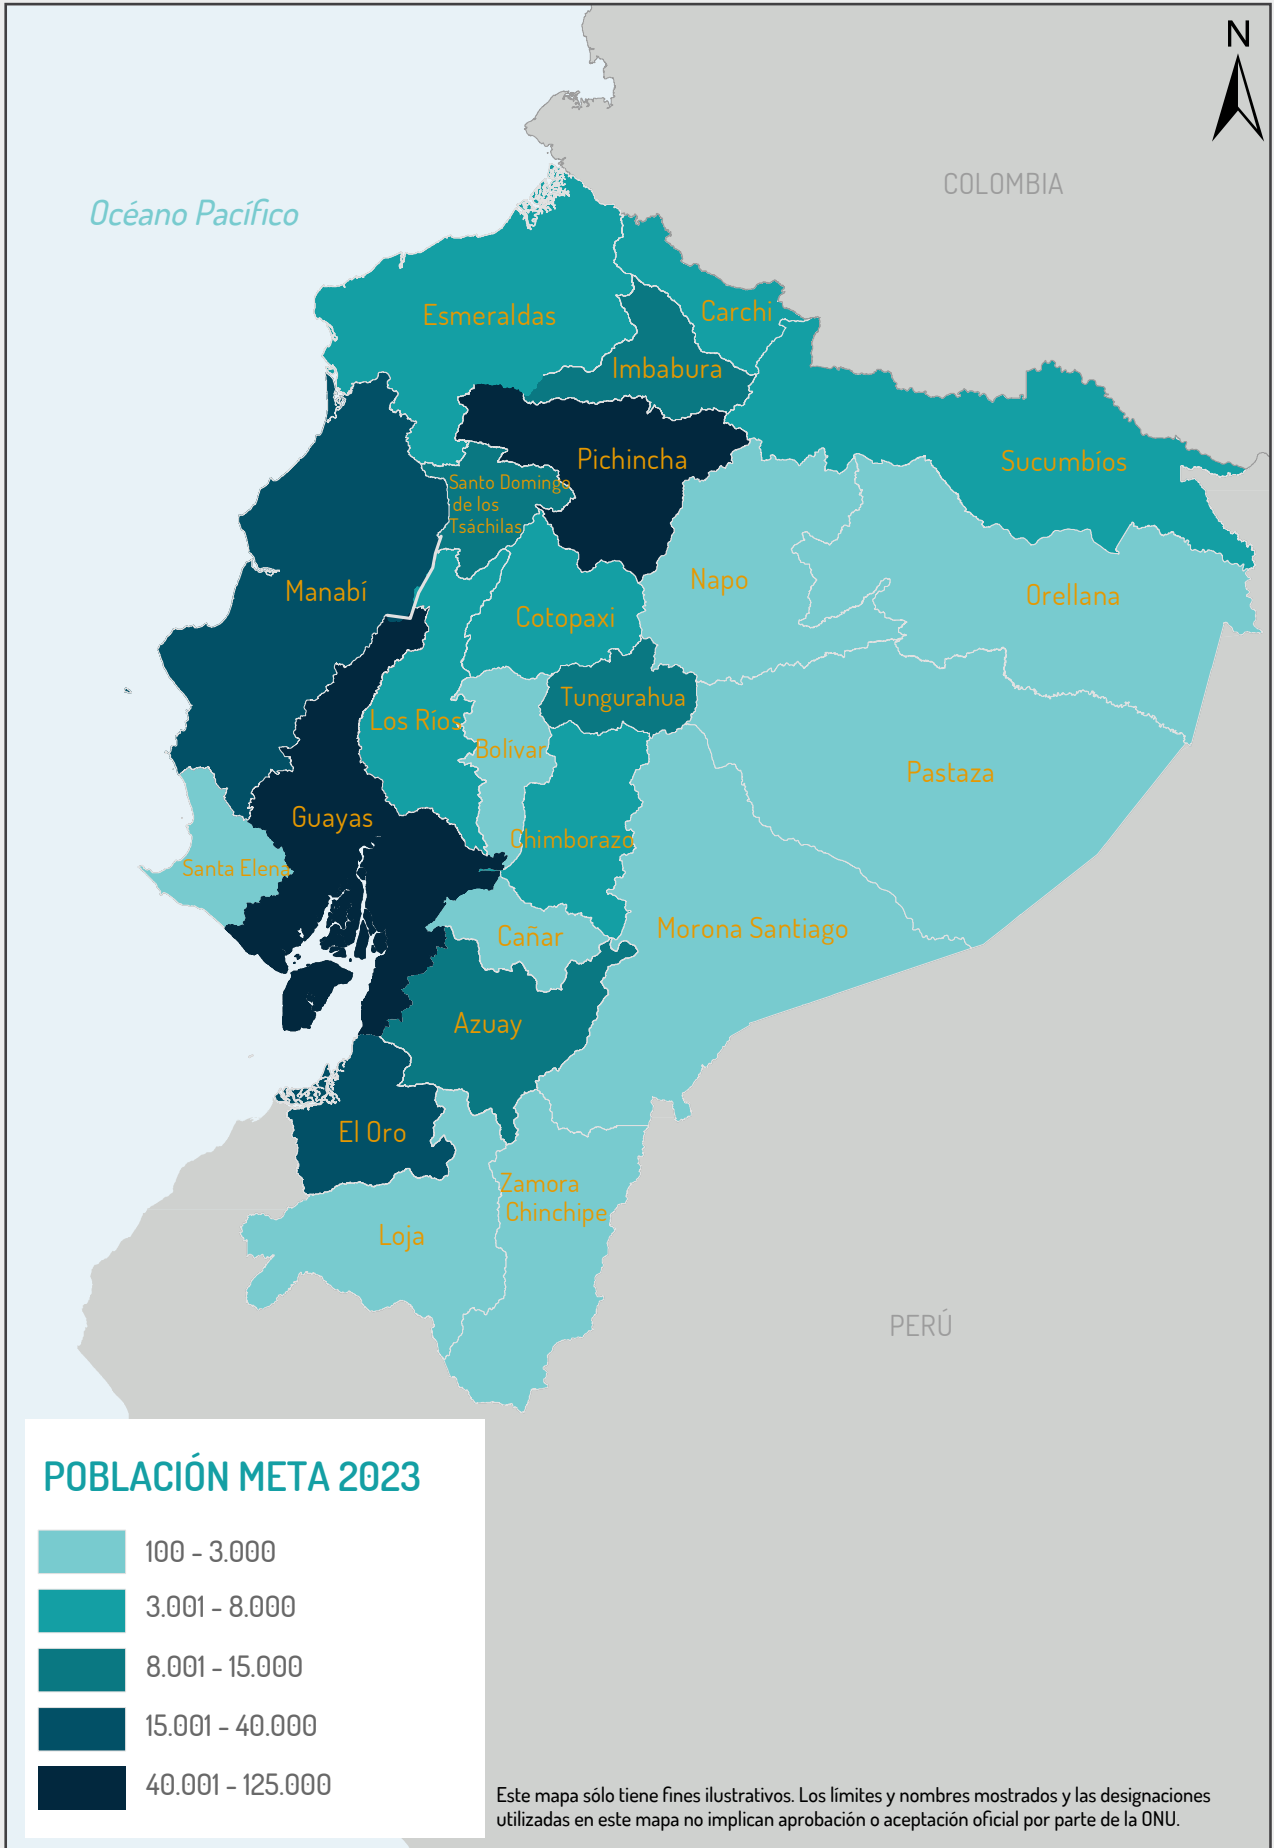 N
COLOMBIA
Océano Pacífico
Esmeraldas
Carchi
Imbabura
Pichincha
Sucumbíos
Santo Domingo
de los
Tsáchilas
Napo
Manabí
Orellana
Cotopaxi
Tungurahua
Los Ríos
Bolívar
Pastaza
Guayas
Chimborazo
Santa Elena
Morona Santiago
Cañar
Azuay
El Oro
Zamora
Chinchipe
Loja
PERÚ
POBLACIÓN META 2023
100 - 3.000
3.001 - 8.000
8.001 - 15.000
15.001 - 40.000
40.001 - 125.000
Este mapa sólo tiene fines ilustrativos. Los límites y nombres mostrados y las designaciones
utilizadas en este mapa no implican aprobación o aceptación oficial por parte de la ONU.